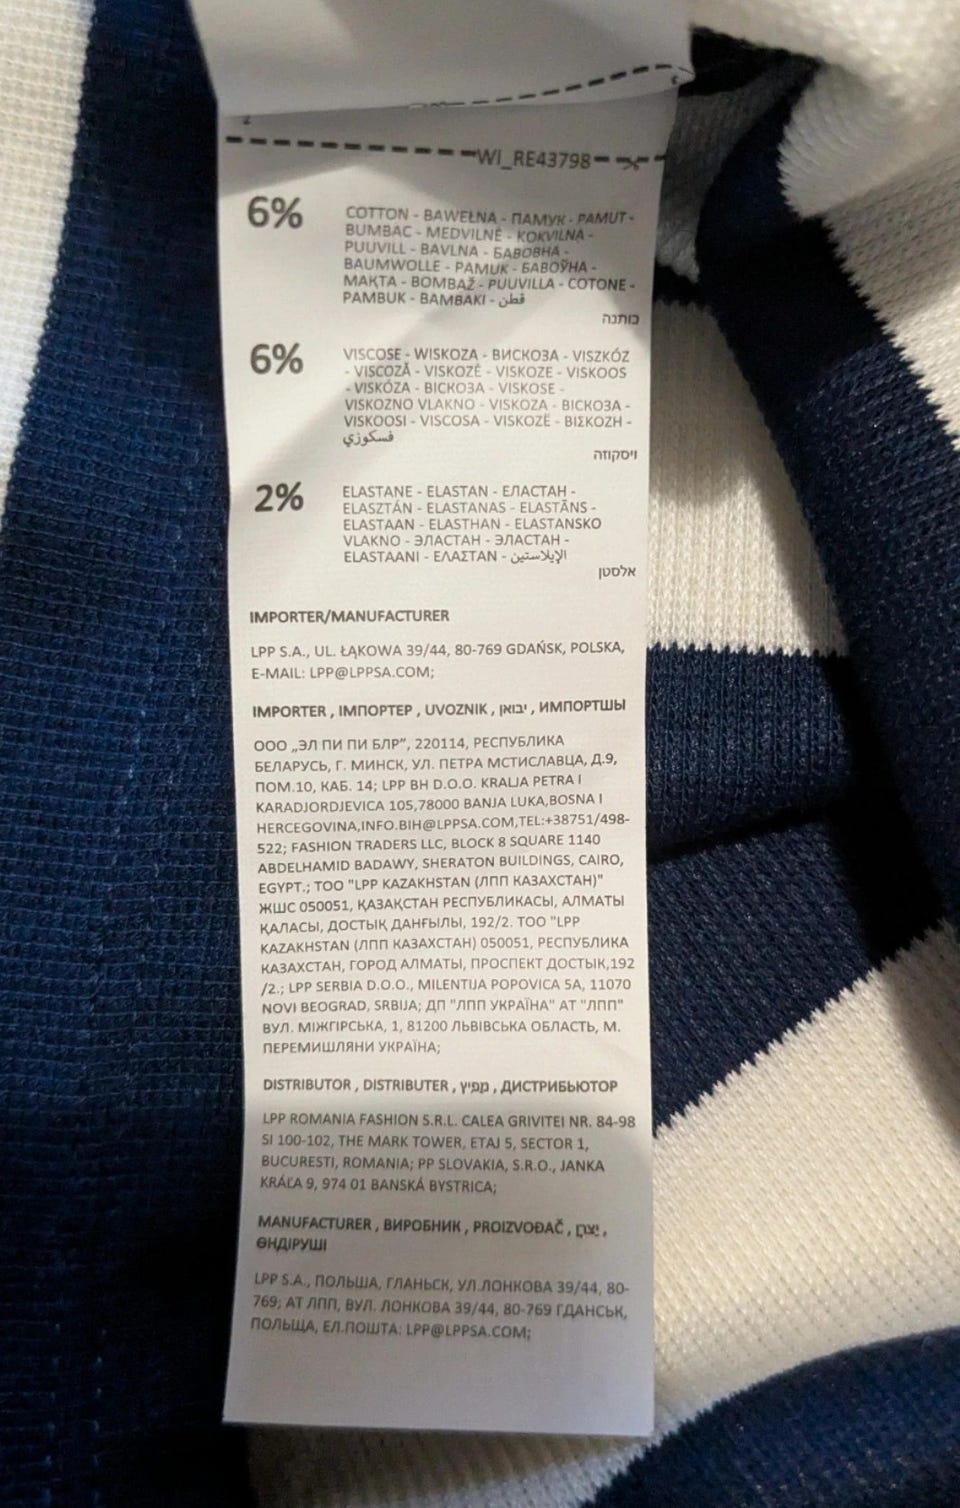 WI_RE43798
6%
COTTON - BAWEŁNA - ПАМУК - PAMUT -
BUMBAC - MEDVILNĖ - KOKVILNA -
PUUVILL - BAVLNA - БАВОВНА -
BAUMWOLLE - PAMUK - БАВОЎНА -
МАҚТА - BOMBAŽ - PUUVILLA - COTONE -
PAMBUK - BAMBAKI - قطن
כותנה
6%
VISCOSE - WISKOZA - ВИСКОЗА - VISZKÓZ
- VISCOZĂ - VISKOZĖ - VISKOZE - VISKOOS
- VISKÓZA - ВІСКОЗА - VISKOSE -
VISKOZNO VLAKNO - VISKOZA - ВІСКОЗА -
VISKOOSI - VISCOSA - VISKOZË - ΒΙΣΚΟΖΗ -
فسكوزي
ויסקוזה
2%
ELASTANE - ELASTAN - ЕЛАСТАН -
ELASZTÁN - ELASTANAS - ELASTĀNS -
ELASTAAN - ELASTHAN - ELASTANSKO
VLAKNO - ЭЛАСТАН - ЭЛАСТАН -
ELASTAANI - ΕΛΑΣΤΑΝ - الإيلاستين
אלסטן
IMPORTER/MANUFACTURER
LPP S.A., UL. ŁĄKOWA 39/44, 80-769 GDAŃSK, POLSKA,
E-MAIL: LPP@LPPSA.COM;
IMPORTER , ІМПОРТЕР , UVOZNIK , יבואן , ИМПОРТШЫ
ООО „ЭЛ ПИ ПИ БЛР”, 220114, РЕСПУБЛИКА
БЕЛАРУСЬ, Г. МИНСК, УЛ. ПЕТРА МСТИСЛАВЦА, Д.9,
ПОМ.10, КАБ. 14; LPP BH D.O.O. KRALJA PETRA I
KARADJORDJEVICA 105,78000 BANJA LUKA,BOSNA I
HERCEGOVINA,INFO.BIH@LPPSA.COM,TEL:+38751/498-
522; FASHION TRADERS LLC, BLOCK 8 SQUARE 1140
ABDELHAMID BADAWY, SHERATON BUILDINGS, CAIRO,
EGYPT.; ТОО "LPP KAZAKHSTAN (ЛПП КАЗАХСТАН)"
ЖШС 050051, ҚАЗАҚСТАН РЕСПУБЛИКАСЫ, АЛМАТЫ
ҚАЛАСЫ, ДОСТЫҚ ДАНҒЫЛЫ, 192/2. ТОО "LPP
KAZAKHSTAN (ЛПП КАЗАХСТАН) 050051, РЕСПУБЛИКА
КАЗАХСТАН, ГОРОД АЛМАТЫ, ПРОСПЕКТ ДОСТЫК,192
/2.; LPP SERBIA D.O.O., MILENTIJA POPOVICA 5A, 11070
NOVI BEOGRAD, SRBIJA; ДП "ЛПП УКРАЇНА" АТ "ЛПП"
ВУЛ. МІЖГІРСЬКА, 1, 81200 ЛЬВІВСЬКА ОБЛАСТЬ, М.
ПЕРЕМИШЛЯНИ УКРАЇНА;
DISTRIBUTOR , DISTRIBUTER , מפיץ , ДИСТРИБЬЮТОР
LPP ROMANIA FASHION S.R.L. CALEA GRIVITEI NR. 84-98
SI 100-102, THE MARK TOWER, ETAJ 5, SECTOR 1,
BUCURESTI, ROMANIA; PP SLOVAKIA, S.R.O., JANKA
KRÁĽA 9, 974 01 BANSKÁ BYSTRICA;
MANUFACTURER , ВИРОБНИК , PROIZVOĐAČ , יצרן ,
ӨНДІРУШІ
LPP S.A., ПОЛЬША, ГЛАНЬСК, УЛ.ЛОНКОВА 39/44, 80-
769; АТ ЛПП, ВУЛ. ЛОНКОВА 39/44, 80-769 ГДАНСЬК,
ПОЛЬЩА, ЕЛ.ПОШТА: LPP@LPPSA.COM;